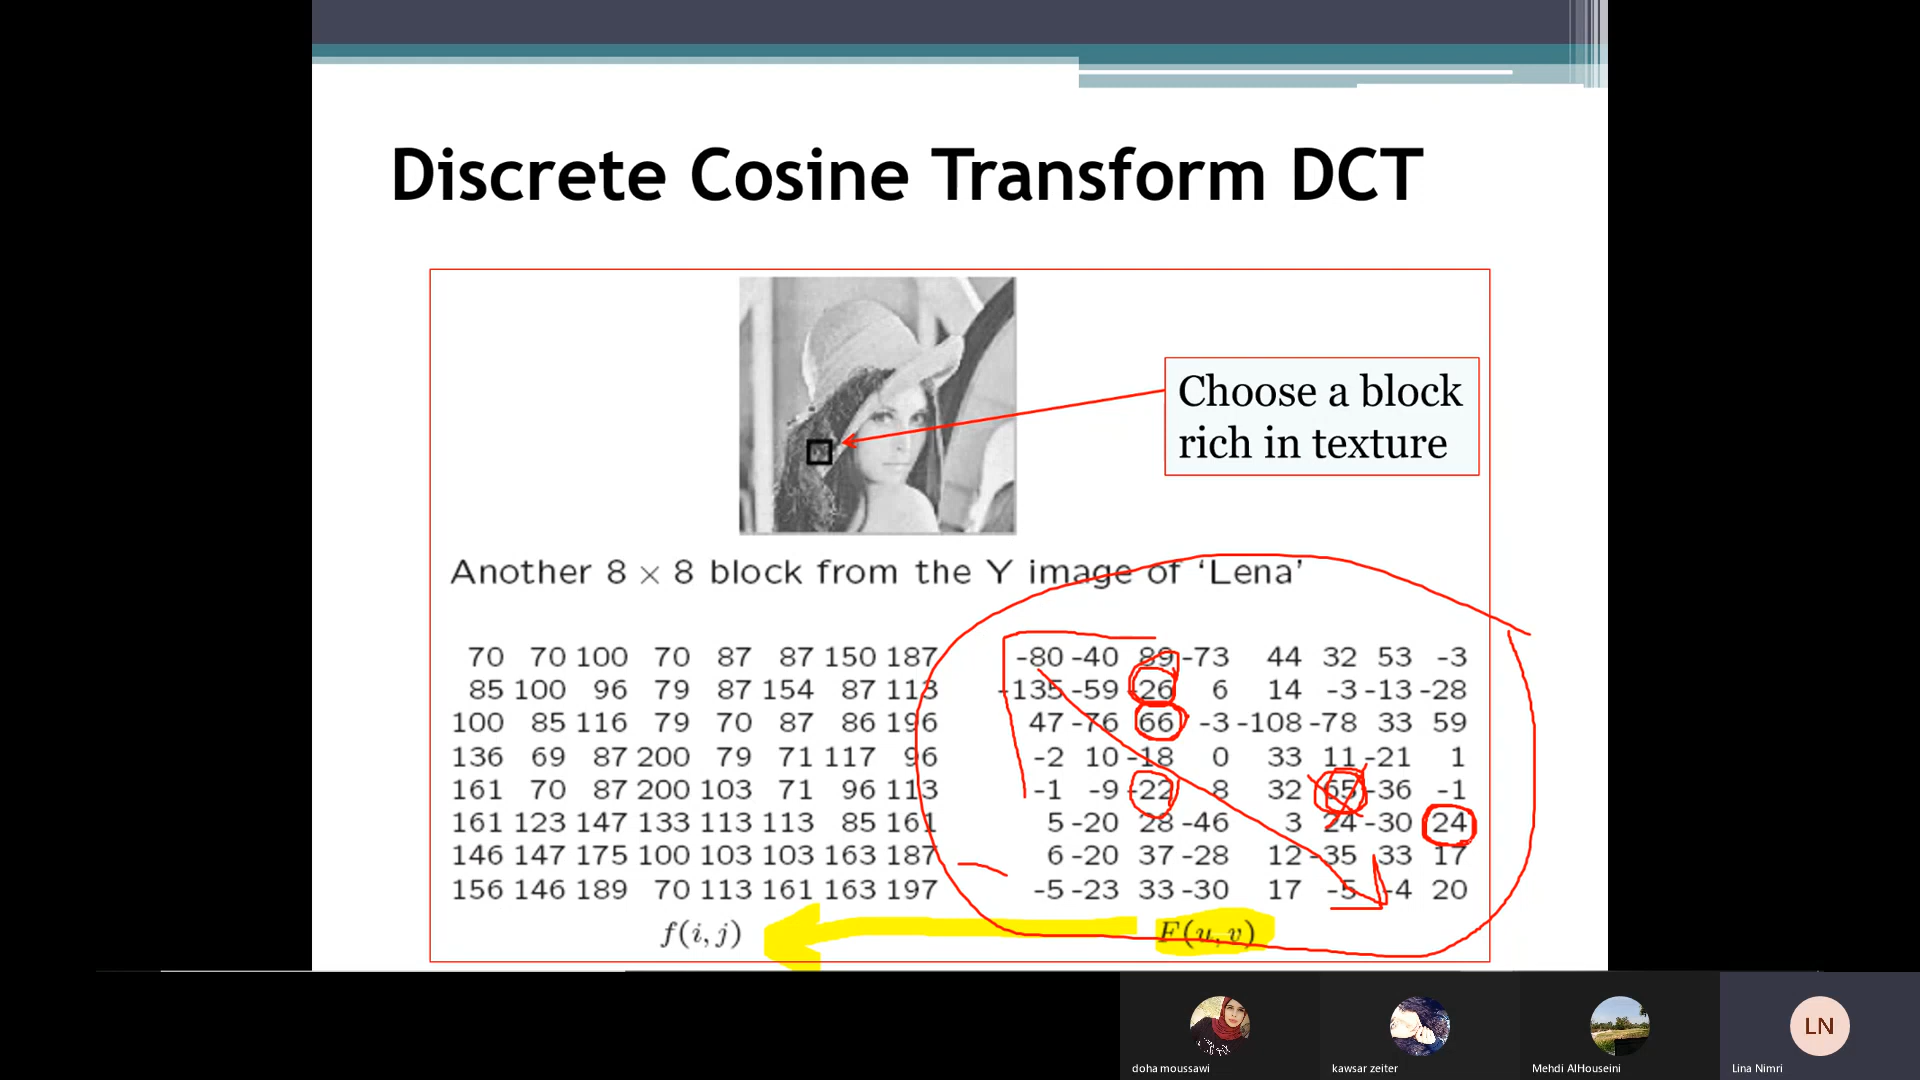 Discrete Cosine Transform DCT
Choose a block
rich in texture
Another 8 × 8 block from the Y image of ‘Lena’
70 70 100 70 87 87 150 187 -80 -40 89 -73 44 32 53 -3
85 100 96 79 87 154 87 113 -135 -59 -26 6 14 -3 -13 -28
100 85 116 79 70 87 86 196 47 -76 66 -3 -108 -78 33 59
136 69 87 200 79 71 117 96 -2 10 -18 0 33 11 -21 1
161 70 87 200 103 71 96 113 -1 -9 -22 8 32 65 -36 -1
161 123 147 133 113 113 85 161 5 -20 28 -46 3 24 -30 24
146 147 175 100 103 103 163 187 6 -20 37 -28 12 -35 33 17
156 146 189 70 113 161 163 197 -5 -23 33 -30 17 -5 -4 20
f(i, j) F(u, v)
doha moussawi kawsar zeiter Mehdi AlHouseini Lina Nimri
LN